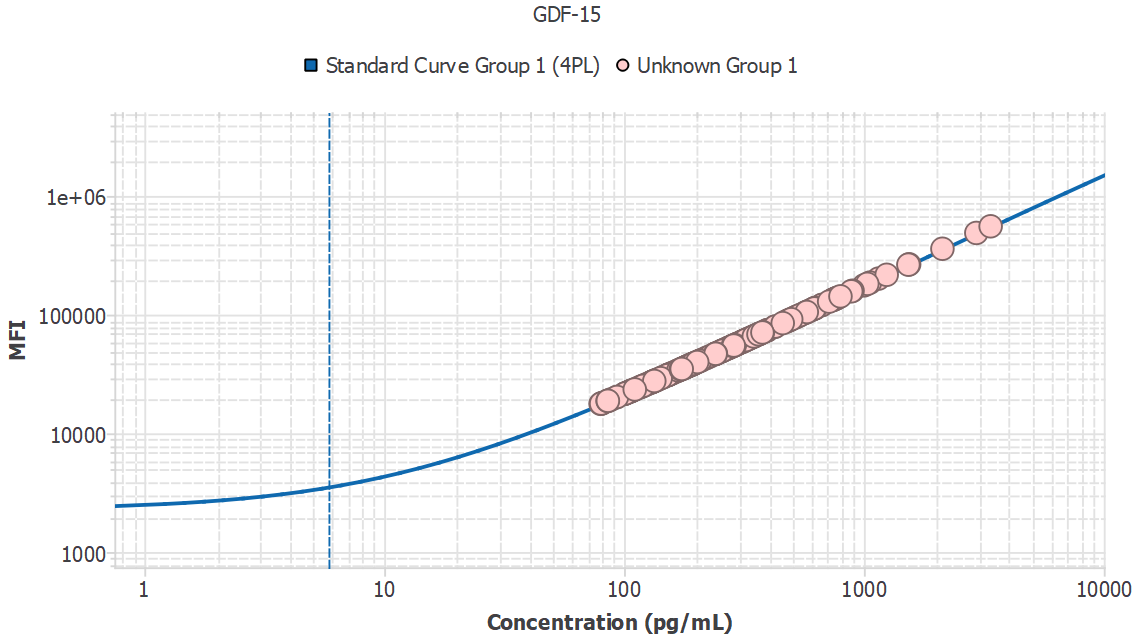 GDF-15
Standard Curve Group 1 (4PL) Unknown Group 1
1e+06
100000
10000
1000
MFI
1 10 100 1000 10000
Concentration (pg/mL)